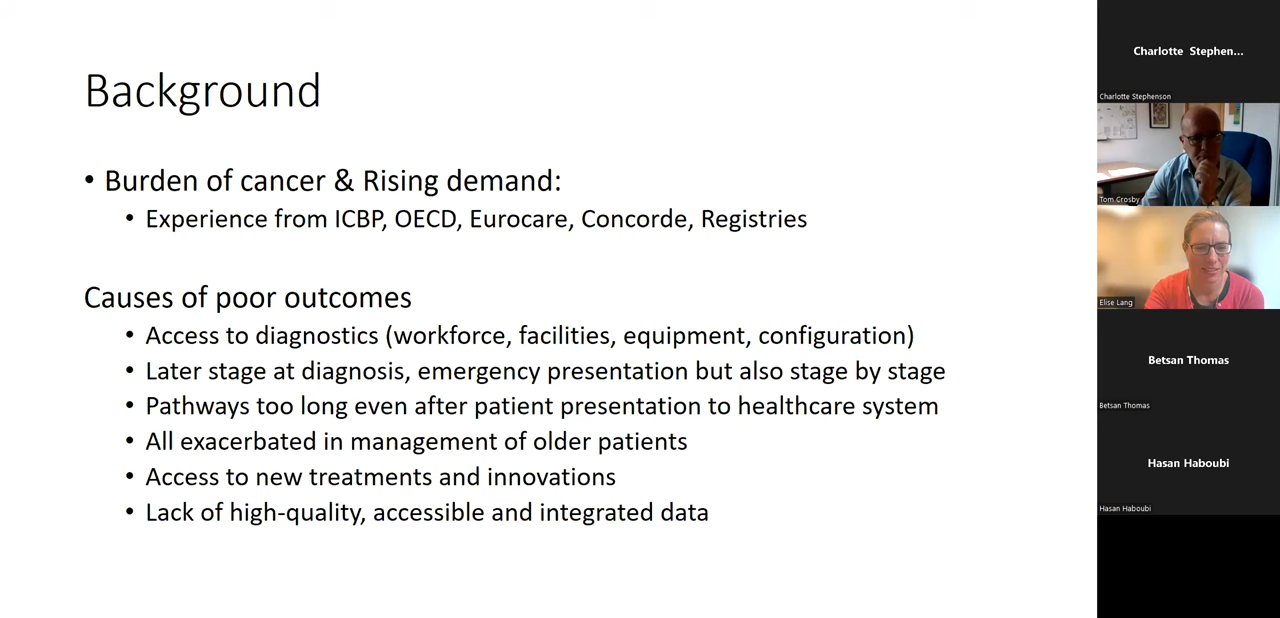 Background
• Burden of cancer & Rising demand:
• Experience from ICBP, OECD, Eurocare, Concorde, Registries
Causes of poor outcomes
• Access to diagnostics (workforce, facilities, equipment, configuration)
• Later stage at diagnosis, emergency presentation but also stage by stage
• Pathways too long even after patient presentation to healthcare system
• All exacerbated in management of older patients
• Access to new treatments and innovations
• Lack of high-quality, accessible and integrated data
Charlotte Stephen...
Charlotte Stephenson
Tom Crosby
Elise Lang
Betsan Thomas
Betsan Thomas
Hasan Haboubi
Hasan Haboubi